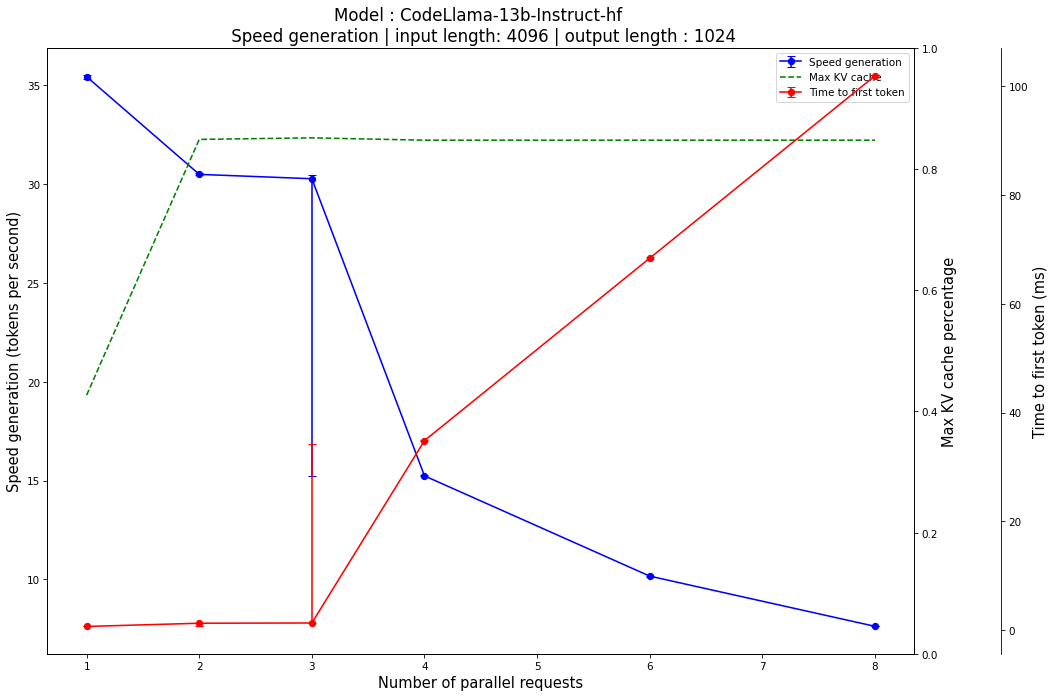 Model : CodeLlama-13b-Instruct-hf
Speed generation | input length: 4096 | output length : 1024
Speed generation
Max KV cache
Time to first token
Speed generation (tokens per second)
35
30
25
20
15
10
1.0
0.8
0.6
0.4
0.2
0.0
Max KV cache percentage
100
80
60
40
20
0
Time to first token (ms)
1 2 3 4 5 6 7 8
Number of parallel requests